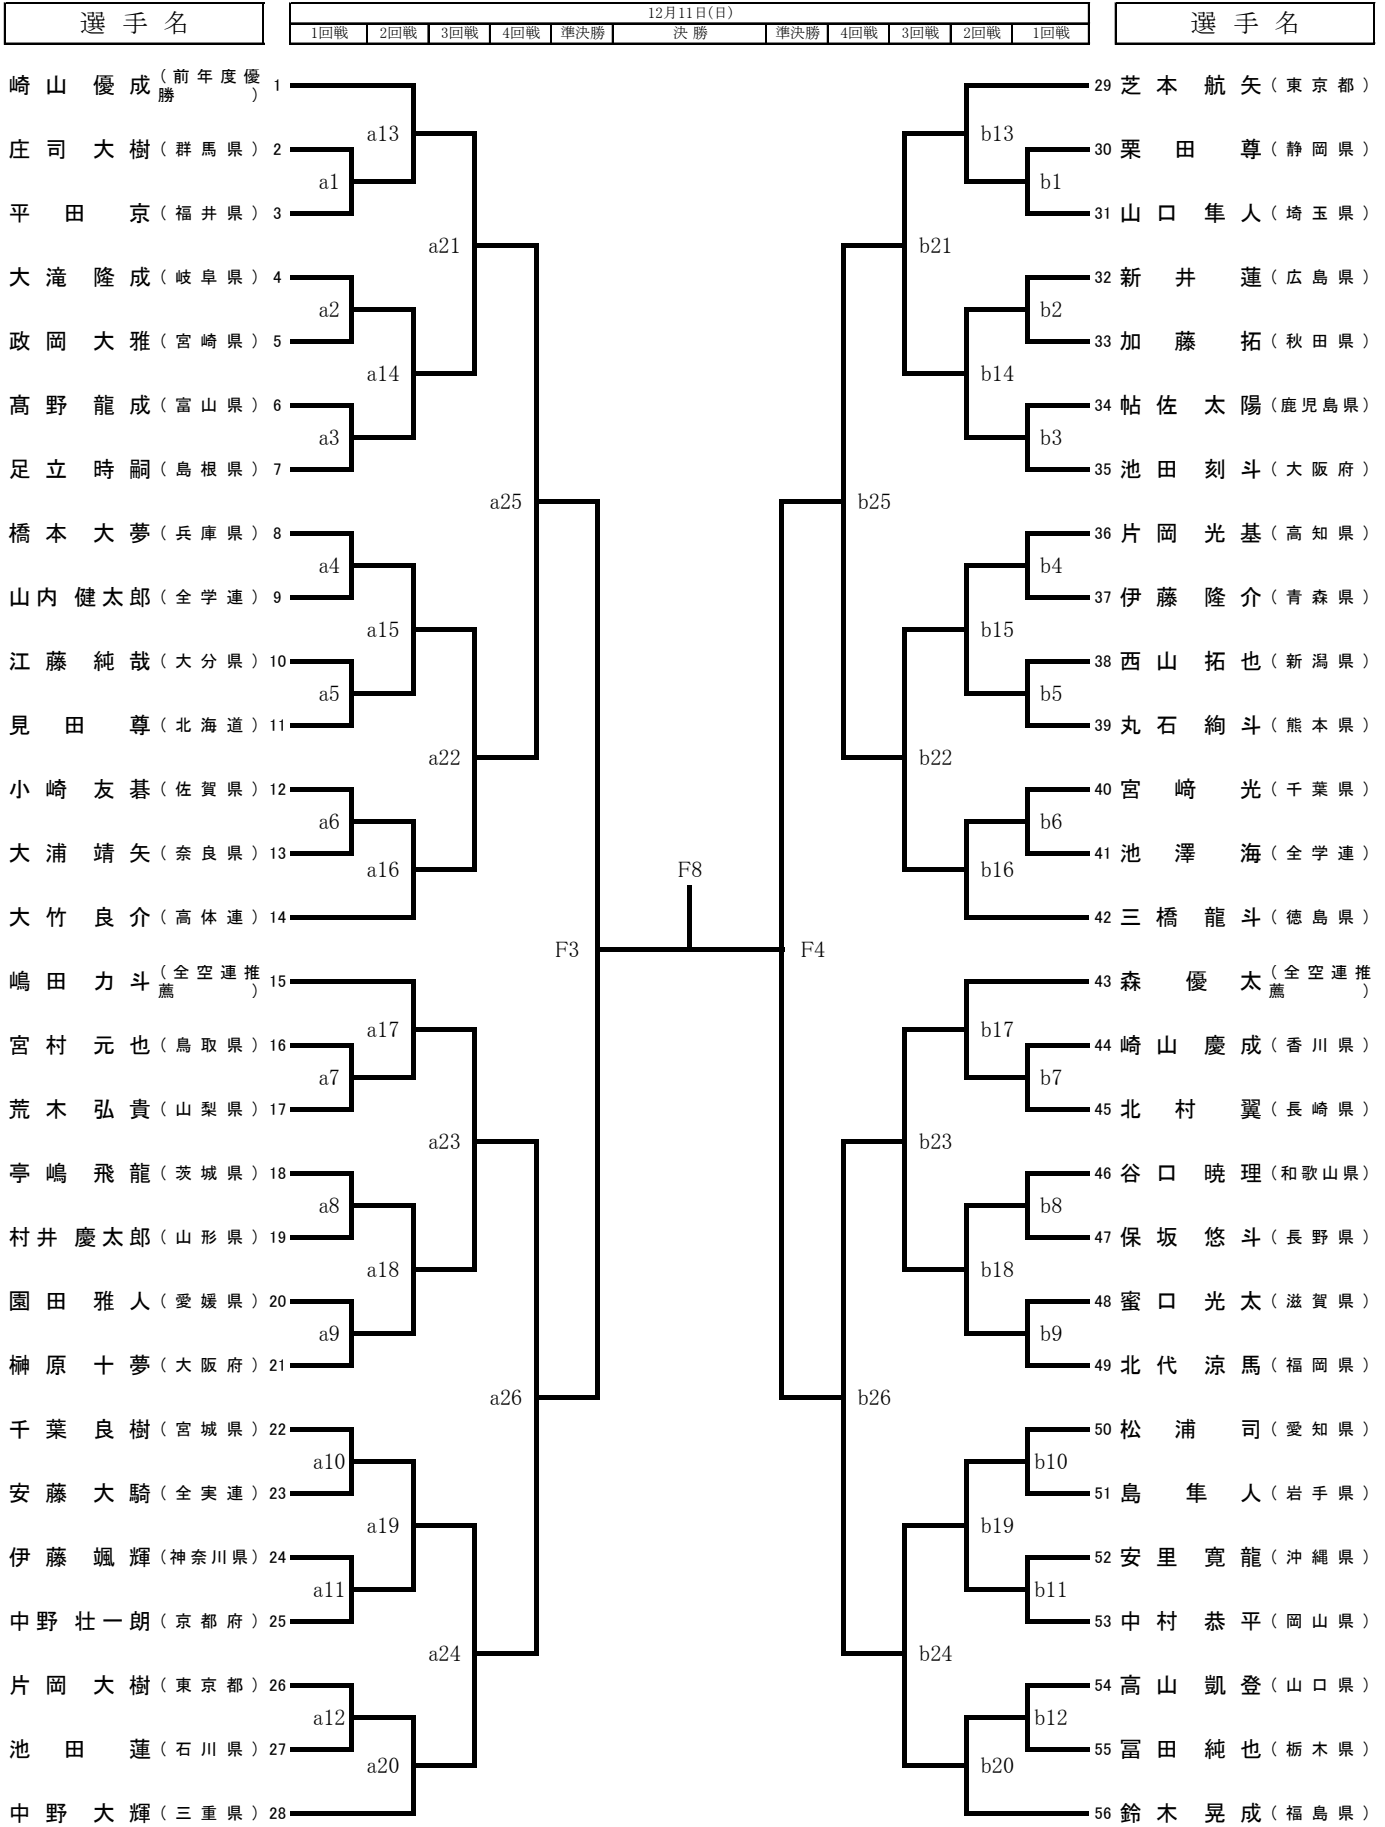 選手名 12月11日(日) 選手名
1回戦 2回戦 3回戦 4回戦 準決勝 決勝 準決勝 4回戦 3回戦 2回戦 1回戦
崎山 優成 (前年度優勝) 1 29 芝本 航矢 (東京都)
a13 b13
庄司 大樹 (群馬県) 2 30 栗田 尊 (静岡県)
a1 b1
平田 京 (福井県) 3 31 山口 隼人 (埼玉県)
a21 b21
大滝 隆成 (岐阜県) 4 32 新井 蓮 (広島県)
a2 b2
政岡 大雅 (宮崎県) 5 33 加藤 拓 (秋田県)
a14 b14
髙野 龍成 (富山県) 6 34 帖佐 太陽 (鹿児島県)
a3 b3
足立 時嗣 (島根県) 7 35 池田 刻斗 (大阪府)
a25 b25
橋本 大夢 (兵庫県) 8 36 片岡 光基 (高知県)
a4 b4
山内 健太郎 (全学連) 9 37 伊藤 隆介 (青森県)
a15 b15
江藤 純哉 (大分県) 10 38 西山 拓也 (新潟県)
a5 b5
見田 尊 (北海道) 11 39 丸石 絢斗 (熊本県)
a22 b22
小崎 友碁 (佐賀県) 12 40 宮﨑 光 (千葉県)
a6 b6
大浦 靖矢 (奈良県) 13 41 池澤 海 (全学連)
a16 F8 b16
大竹 良介 (高体連) 14 42 三橋 龍斗 (徳島県)
F3 F4
嶋田 力斗 (全空連推薦) 15 43 森 優太 (全空連推薦)
a17 b17
宮村 元也 (鳥取県) 16 44 崎山 慶成 (香川県)
a7 b7
荒木 弘貴 (山梨県) 17 45 北村 翼 (長崎県)
a23 b23
亭嶋 飛龍 (茨城県) 18 46 谷口 暁理 (和歌山県)
a8 b8
村井 慶太郎 (山形県) 19 47 保坂 悠斗 (長野県)
a18 b18
園田 雅人 (愛媛県) 20 48 蜜口 光太 (滋賀県)
a9 b9
榊原 十夢 (大阪府) 21 49 北代 涼馬 (福岡県)
a26 b26
千葉 良樹 (宮城県) 22 50 松浦 司 (愛知県)
a10 b10
安藤 大騎 (全実連) 23 51 島 隼人 (岩手県)
a19 b19
伊藤 颯輝 (神奈川県) 24 52 安里 寛龍 (沖縄県)
a11 b11
中野 壮一朗 (京都府) 25 53 中村 恭平 (岡山県)
a24 b24
片岡 大樹 (東京都) 26 54 高山 凱登 (山口県)
a12 b12
池田 蓮 (石川県) 27 55 冨田 純也 (栃木県)
a20 b20
中野 大輝 (三重県) 28 56 鈴木 晃成 (福島県)